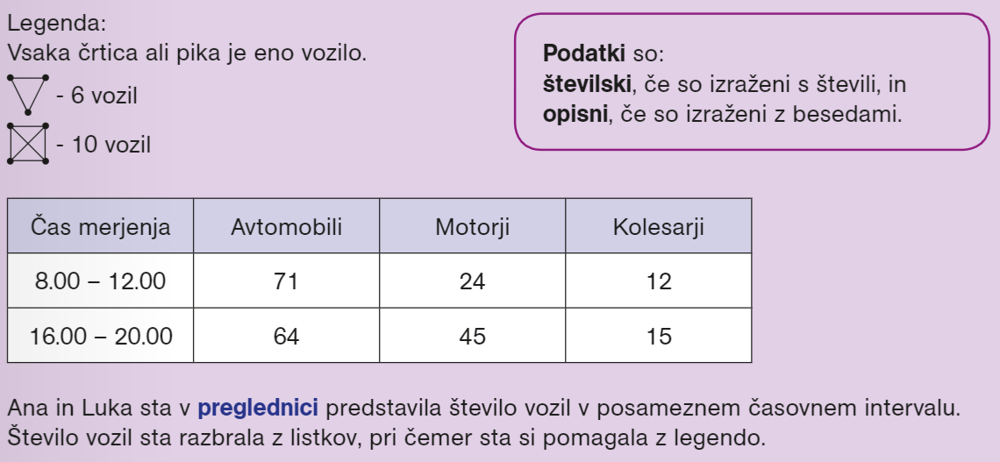 Legenda:
Vsaka črtica ali pika je eno vozilo.
- 6 vozil
- 10 vozil
Podatki so:
številski, če so izraženi s števili, in
opisni, če so izraženi z besedami.
Čas merjenja Avtomobili Motorji Kolesarji
8.00 – 12.00 71 24 12
16.00 – 20.00 64 45 15
Ana in Luka sta v preglednici predstavila število vozil v posameznem časovnem intervalu.
Število vozil sta razbrala z listkov, pri čemer sta si pomagala z legendo.